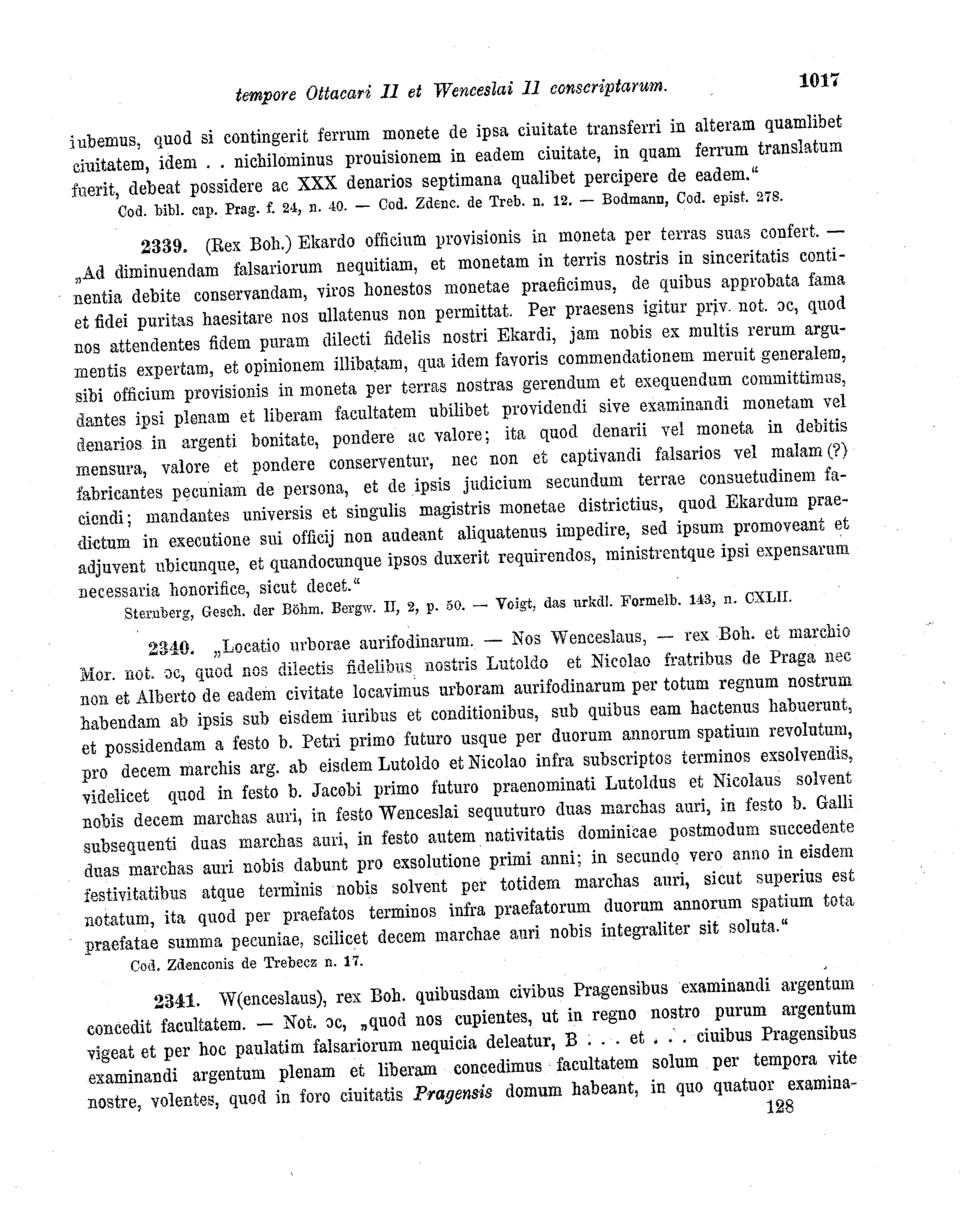 tempore Ottacari II et Wenceslai II conscriptarum. 1017
iubemus, quod si contingerit ferrum monete de ipsa ciuitate transferri in alteram quamlibet
ciuitatem, idem . . nichilominus prouisionem in eadem ciuitate, in quam ferrum translatum
fuerit, debeat possidere ac XXX denarios septimana qualibet percipere de eadem.“
Cod. bibl. cap. Prag. f. 24, n. 40. — Cod. Zdenc. de Treb. n. 12. — Bodmann, Cod. epist. 278.
2339. (Rex Boh.) Ekardo officium provisionis in moneta per terras suas confert. —
„Ad diminuendam falsariorum nequitiam, et monetam in terris nostris in sinceritatis conti-
nentia debite conservandam, viros honestos monetae praeficimus, de quibus approbata fama
et fidei puritas haesitare nos ullatenus non permittat. Per praesens igitur priv. not. ɔc, quod
nos attendentes fidem puram dilecti fidelis nostri Ekardi, jam nobis ex multis rerum argu-
mentis expertam, et opinionem illibatam, qua idem favoris commendationem meruit generalem,
sibi officium provisionis in moneta per terras nostras gerendum et exequendum committimus,
dantes ipsi plenam et liberam facultatem ubilibet providendi sive examinandi monetam vel
denarios in argenti bonitate, pondere ac valore; ita quod denarii vel moneta in debitis
mensura, valore et pondere conserventur, nec non et captivandi falsarios vel malam (?)
fabricantes pecuniam de persona, et de ipsis judicium secundum terrae consuetudinem fa-
ciendi; mandantes universis et singulis magistris monetae districtius, quod Ekardum prae-
dictum in executione sui officij non audeant aliquatenus impedire, sed ipsum promoveant et
adjuvent ubicunque, et quandocunque ipsos duxerit requirendos, ministrentque ipsi expensarum
necessaria honorifice, sicut decet.“
Sternberg, Gesch. der Böhm. Bergw. II, 2, p. 50. — Voigt, das urkdl. Formelb. 143, n. CXLII.
2340. „Locatio urborae aurifodinarum. — Nos Wenceslaus, — rex Boh. et marchio
Mor. not. ɔc, quod nos dilectis fidelibus nostris Lutoldo et Nicolao fratribus de Praga nec
non et Alberto de eadem civitate locavimus urboram aurifodinarum per totum regnum nostrum
habendam ab ipsis sub eisdem iuribus et conditionibus, sub quibus eam hactenus habuerunt,
et possidendam a festo b. Petri primo futuro usque per duorum annorum spatium revolutum,
pro decem marchis arg. ab eisdem Lutoldo et Nicolao infra subscriptos terminos exsolvendis,
videlicet quod in festo b. Jacobi primo futuro praenominati Lutoldus et Nicolaus solvent
nobis decem marchas auri, in festo Wenceslai sequuturo duas marchas auri, in festo b. Galli
subsequenti duas marchas auri, in festo autem nativitatis dominicae postmodum succedente
duas marchas auri nobis dabunt pro exsolutione primi anni; in secundo vero anno in eisdem
festivitatibus atque terminis nobis solvent per totidem marchas auri, sicut superius est
notatum, ita quod per praefatos terminos infra praefatorum duorum annorum spatium tota
praefatae summa pecuniae, scilicet decem marchae auri nobis integraliter sit soluta.“
Cod. Zdenconis de Trebecz n. 17.
2341. W(enceslaus), rex Boh. quibusdam civibus Pragensibus examinandi argentum
concedit facultatem. — Not. ɔc, „quod nos cupientes, ut in regno nostro purum argentum
vigeat et per hoc paulatim falsariorum nequicia deleatur, B . . . et . . . ciuibus Pragensibus
examinandi argentum plenam et liberam concedimus facultatem solum per tempora vite
nostre, volentes, quod in foro ciuitatis Pragensis domum habeant, in quo quatuor examina-
128